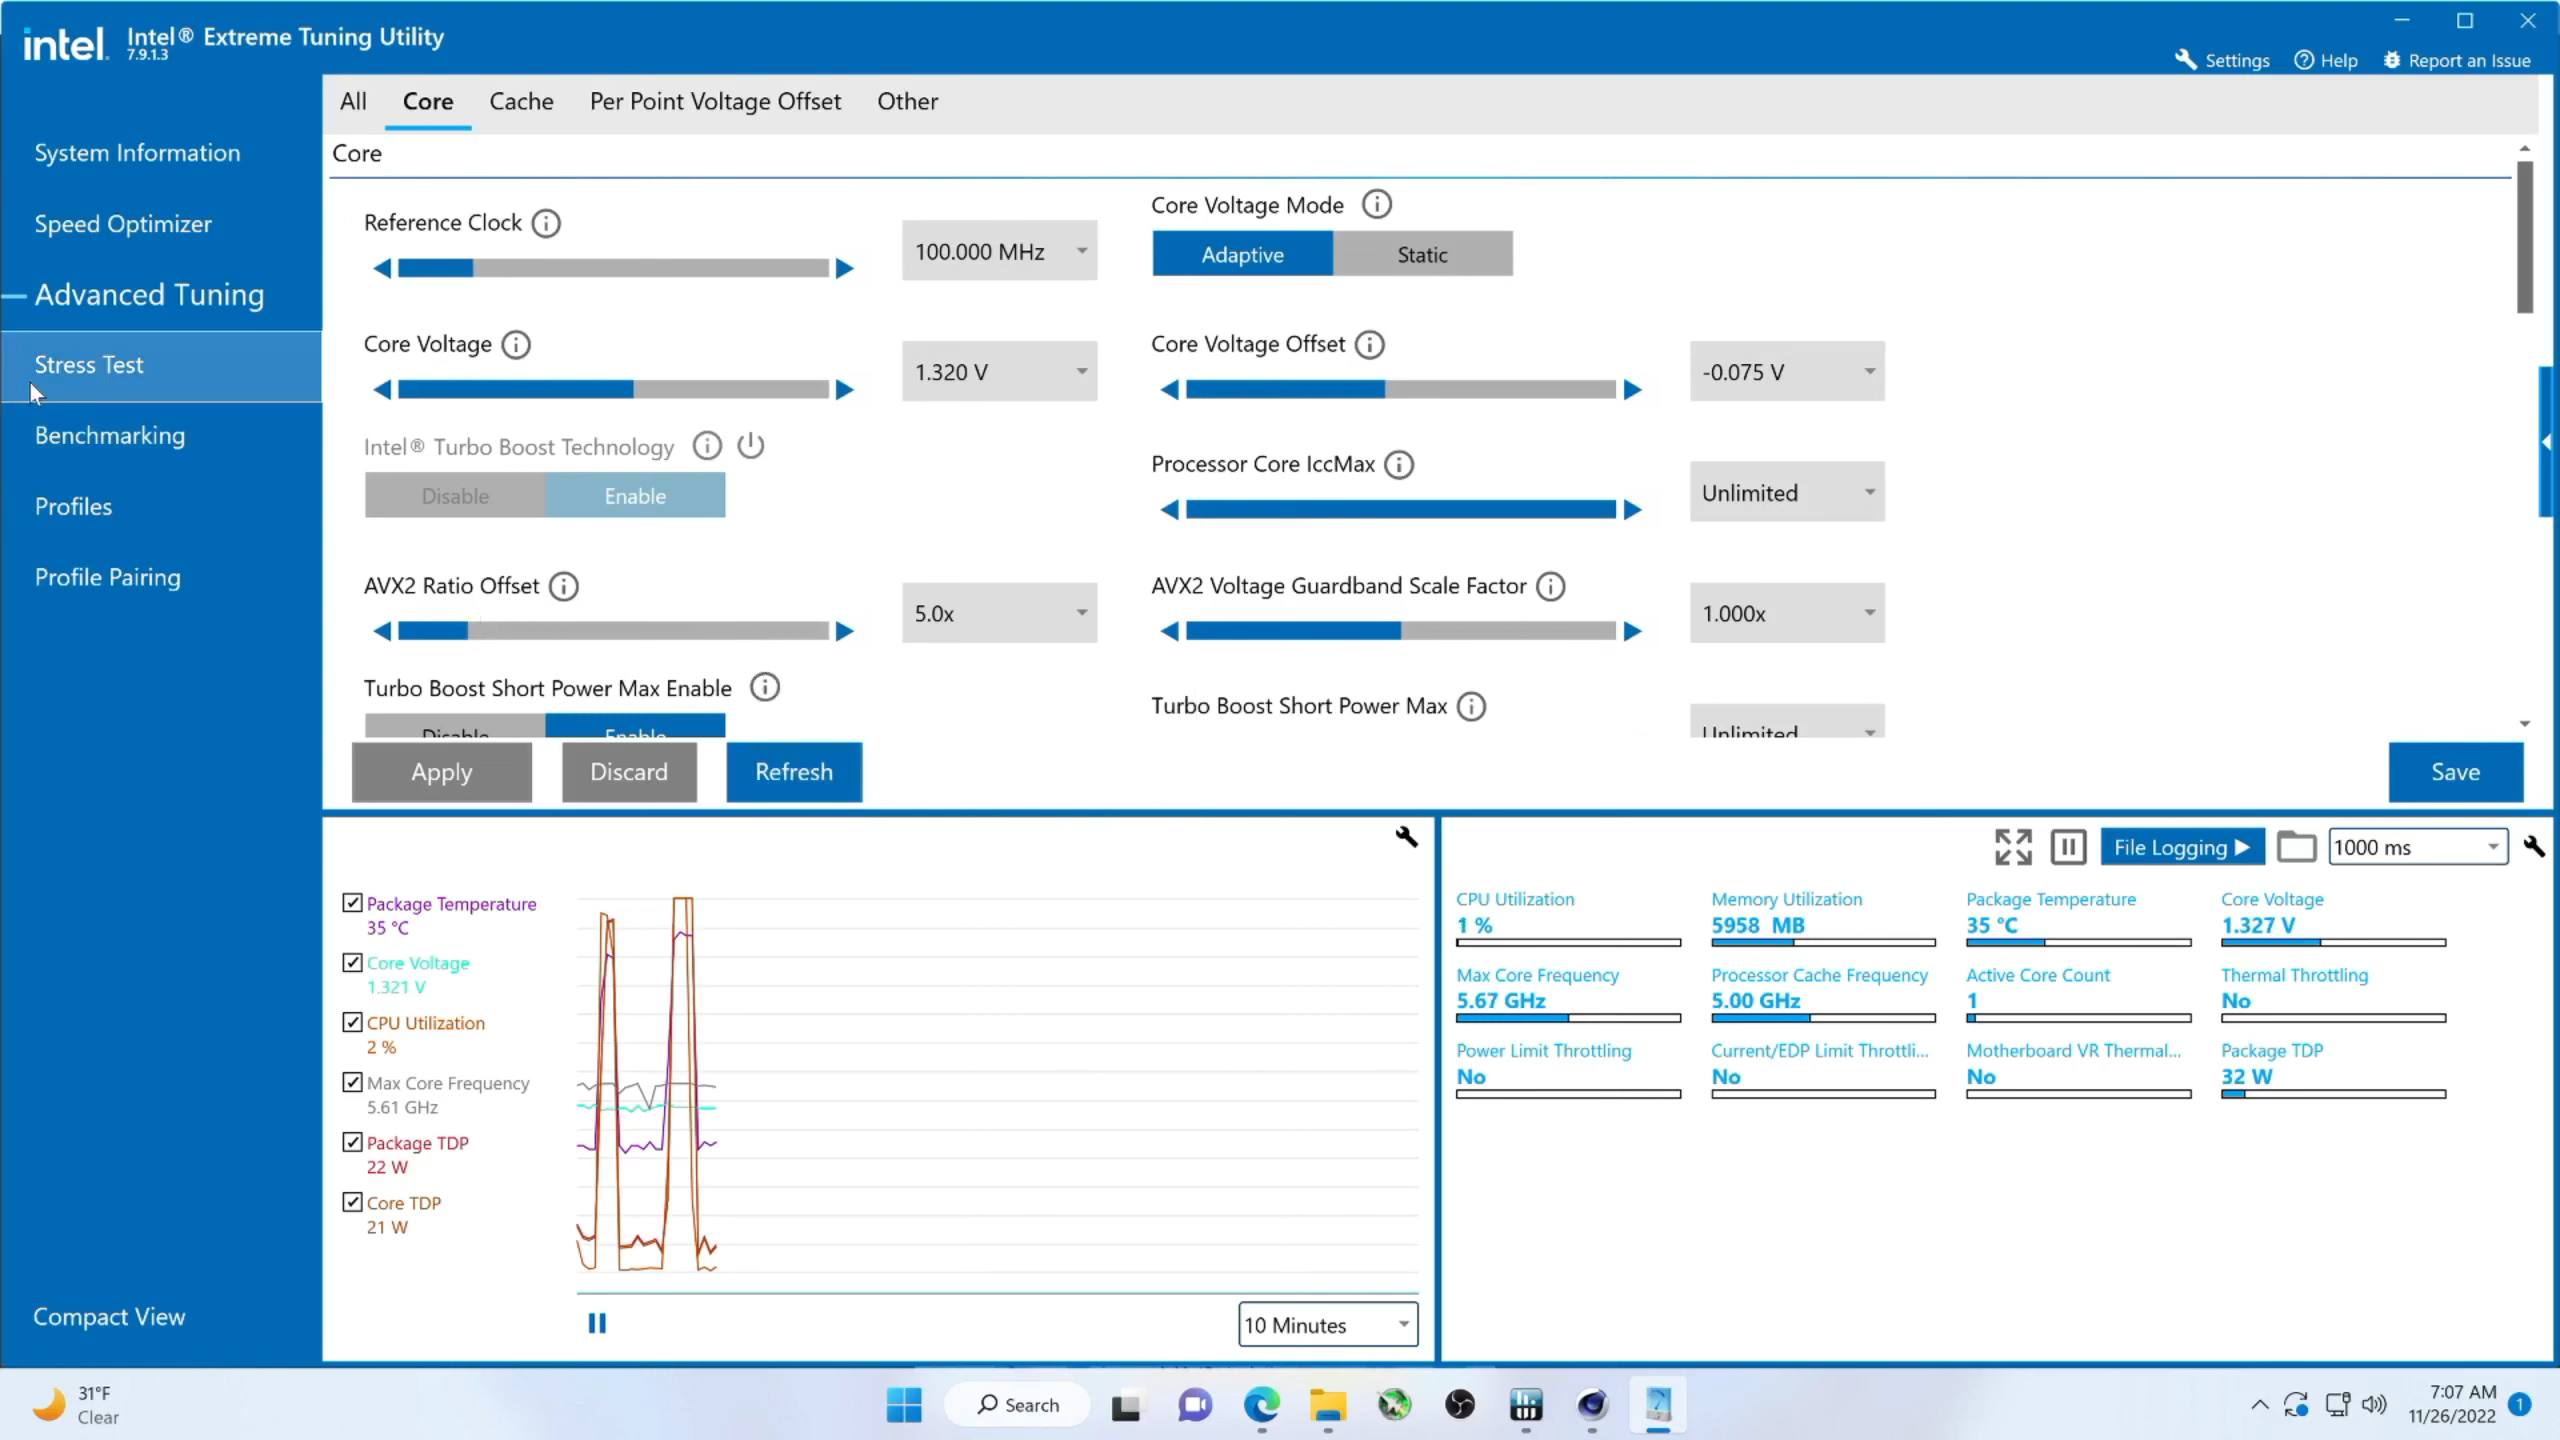 intel.
Intel® Extreme Tuning Utility
7.9.1.3
Settings
Help
Report an Issue
System Information
Speed Optimizer
Advanced Tuning
Stress Test
Benchmarking
Profiles
Profile Pairing
Compact View
All
Core
Cache
Per Point Voltage Offset
Other
Core
Reference Clock
100.000 MHz
Core Voltage Mode
Adaptive
Static
Core Voltage
1.320 V
Core Voltage Offset
-0.075 V
Intel® Turbo Boost Technology
Disable
Enable
Processor Core IccMax
Unlimited
AVX2 Ratio Offset
5.0x
AVX2 Voltage Guardband Scale Factor
1.000x
Turbo Boost Short Power Max Enable
Disable
Enable
Turbo Boost Short Power Max
Unlimited
Apply
Discard
Refresh
Save
Package Temperature
35 °C
Core Voltage
1.321 V
CPU Utilization
2 %
Max Core Frequency
5.61 GHz
Package TDP
22 W
Core TDP
21 W
10 Minutes
File Logging
1000 ms
CPU Utilization
1 %
Memory Utilization
5958 MB
Package Temperature
35 °C
Core Voltage
1.327 V
Max Core Frequency
5.67 GHz
Processor Cache Frequency
5.00 GHz
Active Core Count
1
Thermal Throttling
No
Power Limit Throttling
No
Current/EDP Limit Throttli...
No
Motherboard VR Thermal...
No
Package TDP
32 W
31°F
Clear
Search
7:07 AM
11/26/2022
1